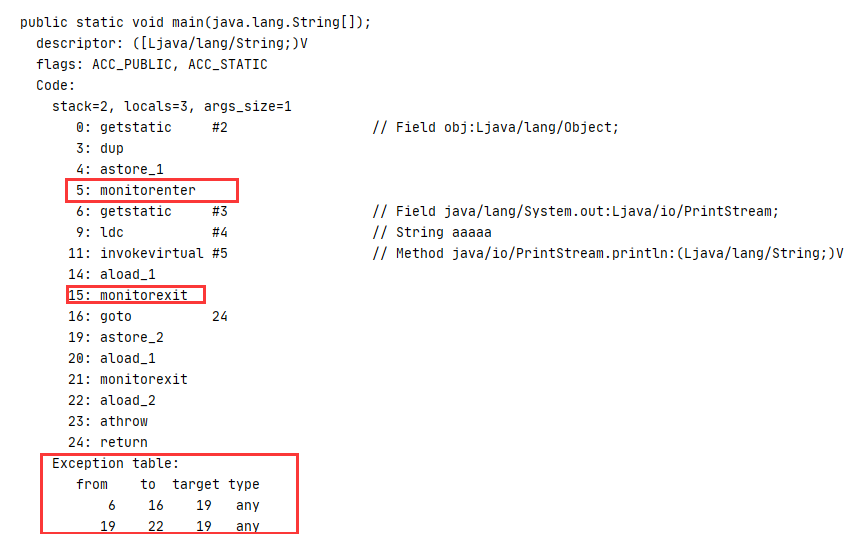 public static void main(java.lang.String[]);
descriptor: ([Ljava/lang/String;)V
flags: ACC_PUBLIC, ACC_STATIC
Code:
stack=2, locals=3, args_size=1
0: getstatic #2 // Field obj:Ljava/lang/Object;
3: dup
4: astore_1
5: monitorenter
6: getstatic #3 // Field java/lang/System.out:Ljava/io/PrintStream;
9: ldc #4 // String aaaaa
11: invokevirtual #5 // Method java/io/PrintStream.println:(Ljava/lang/String;)V
14: aload_1
15: monitorexit
16: goto 24
19: astore_2
20: aload_1
21: monitorexit
22: aload_2
23: athrow
24: return
Exception table:
from to target type
6 16 19 any
19 22 19 any